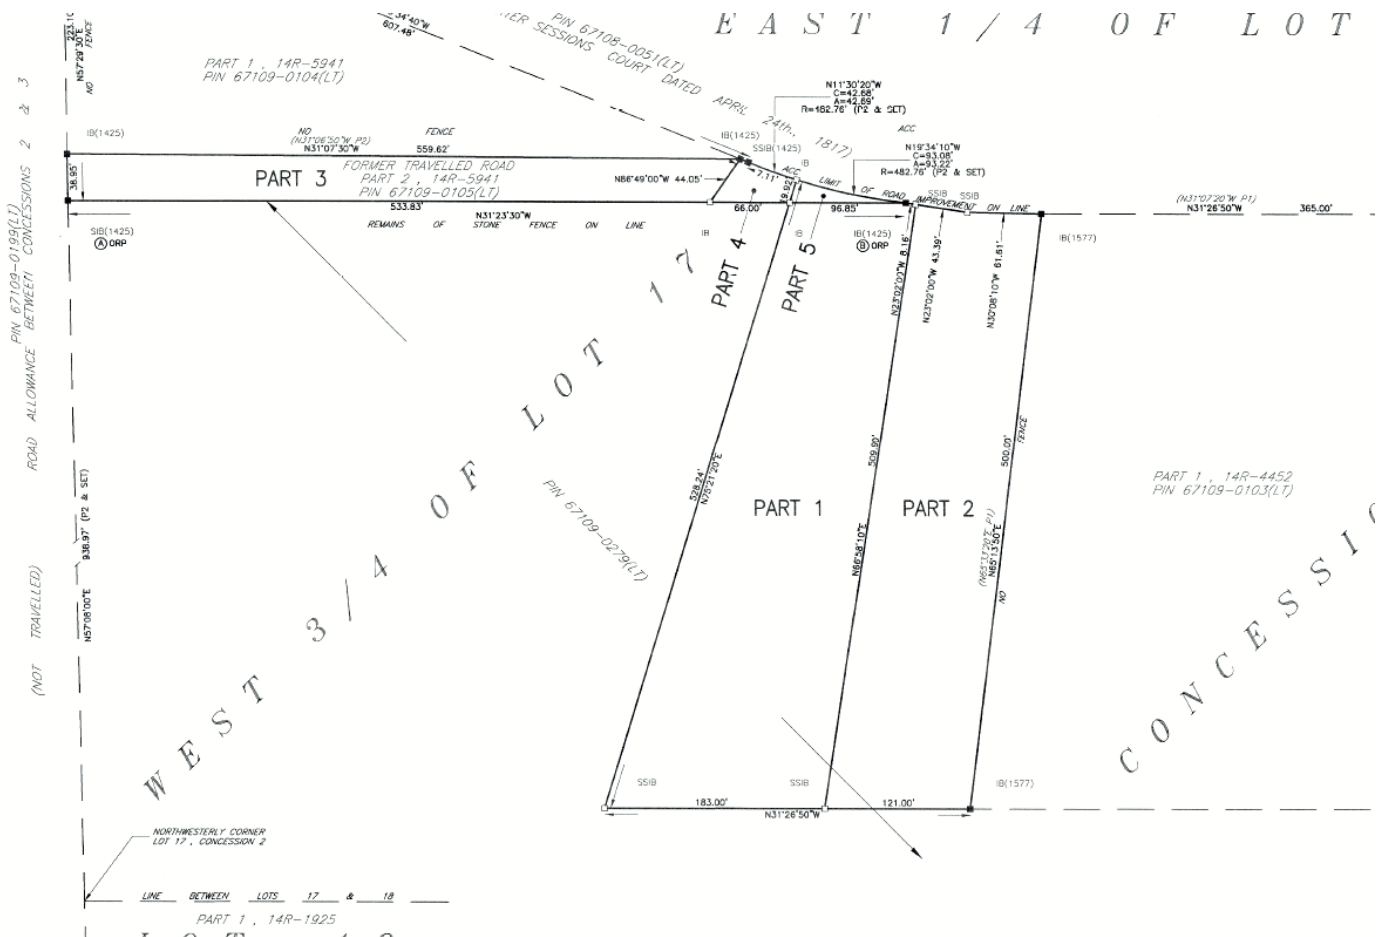 EAST 1/4 OF LOT
223.10
N57°29'30"E
FENCE
NO
34'40"W
607.48'
PIN 67108-0051(LT)
TER SESSIONS COURT DATED APRIL 24th., 1817)
PART 1 , 14R-5941
PIN 67109-0104(LT)
N11°30'20"W
C=42.68'
A=42.69'
R=482.76' (P2 & SET)
ACC
N19°34'10"W
C=93.08'
A=93.22'
R=482.76' (P2 & SET)
IB(1425)
NO FENCE
(N31°06'50"W P2)
N31°07'30"W 559.62'
IB(1425)
SSIB(1425)
IB
7.11'
ACC
LIMIT OF ROAD IMPROVEMENT ON LINE
SSIB
SSIB
38.95'
PART 3
FORMER TRAVELLED ROAD
PART 2 , 14R-5941
PIN 67109-0105(LT)
N86°49'00"W 44.05'
19.92'
533.83'
N31°23'30"W
66.00'
96.85'
REMAINS OF STONE FENCE ON LINE
(N31°07'20"W P1)
N31°26'50"W 365.00'
SIB(1425)
Ⓐ ORP
IB
IB
IB(1425)
Ⓑ ORP
IB(1577)
PART 4
PART 5
N23°02'00"W 8.16'
N23°02'00"W 43.39'
N30°08'10"W 61.61'
PIN 67109-0199(LT)
ROAD ALLOWANCE BETWEEN CONCESSIONS 2 & 3
(NOT TRAVELLED)
938.97' (P2 & SET)
N57°08'00"E
WEST 3/4 OF LOT 17
528.24'
N75°21'20"E
PIN 67109-0279(LT)
PART 1
509.90'
N66°58'10"E
PART 2
500.00'
FENCE
(N65°13'20"E P1)
N65°13'50"E
NO
PART 1 , 14R-4452
PIN 67109-0103(LT)
CONCESSIO
SSIB
SSIB
IB(1577)
183.00'
121.00'
N31°26'50"W
NORTHWESTERLY CORNER
LOT 17 , CONCESSION 2
LINE BETWEEN LOTS 17 & 18
PART 1 , 14R-1925